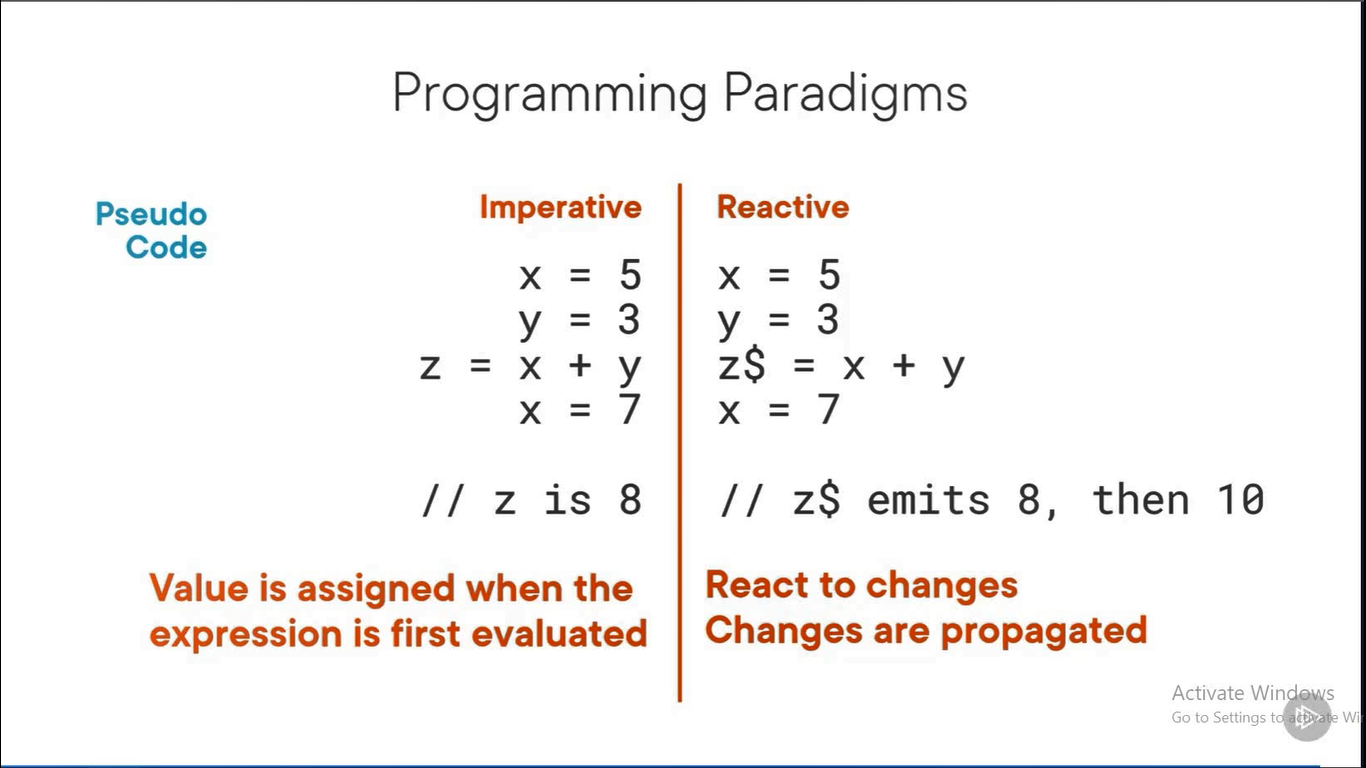 Programming Paradigms
Pseudo
Code
Imperative
x = 5
y = 3
z = x + y
x = 7
// z is 8
Value is assigned when the
expression is first evaluated
Reactive
x = 5
y = 3
z$ = x + y
x = 7
// z$ emits 8, then 10
React to changes
Changes are propagated
Activate Windows
Go to Settings to activate Wi